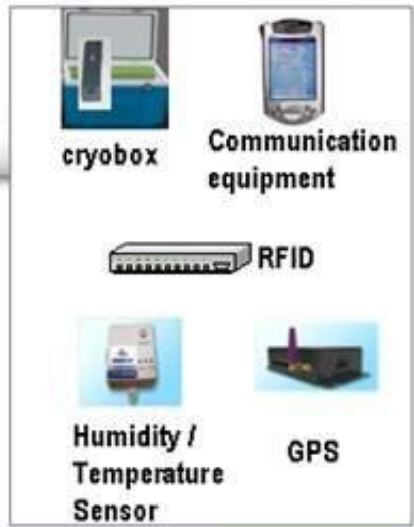 cryobox
Communication
equipment
RFID
Humidity /
Temperature
Sensor
GPS